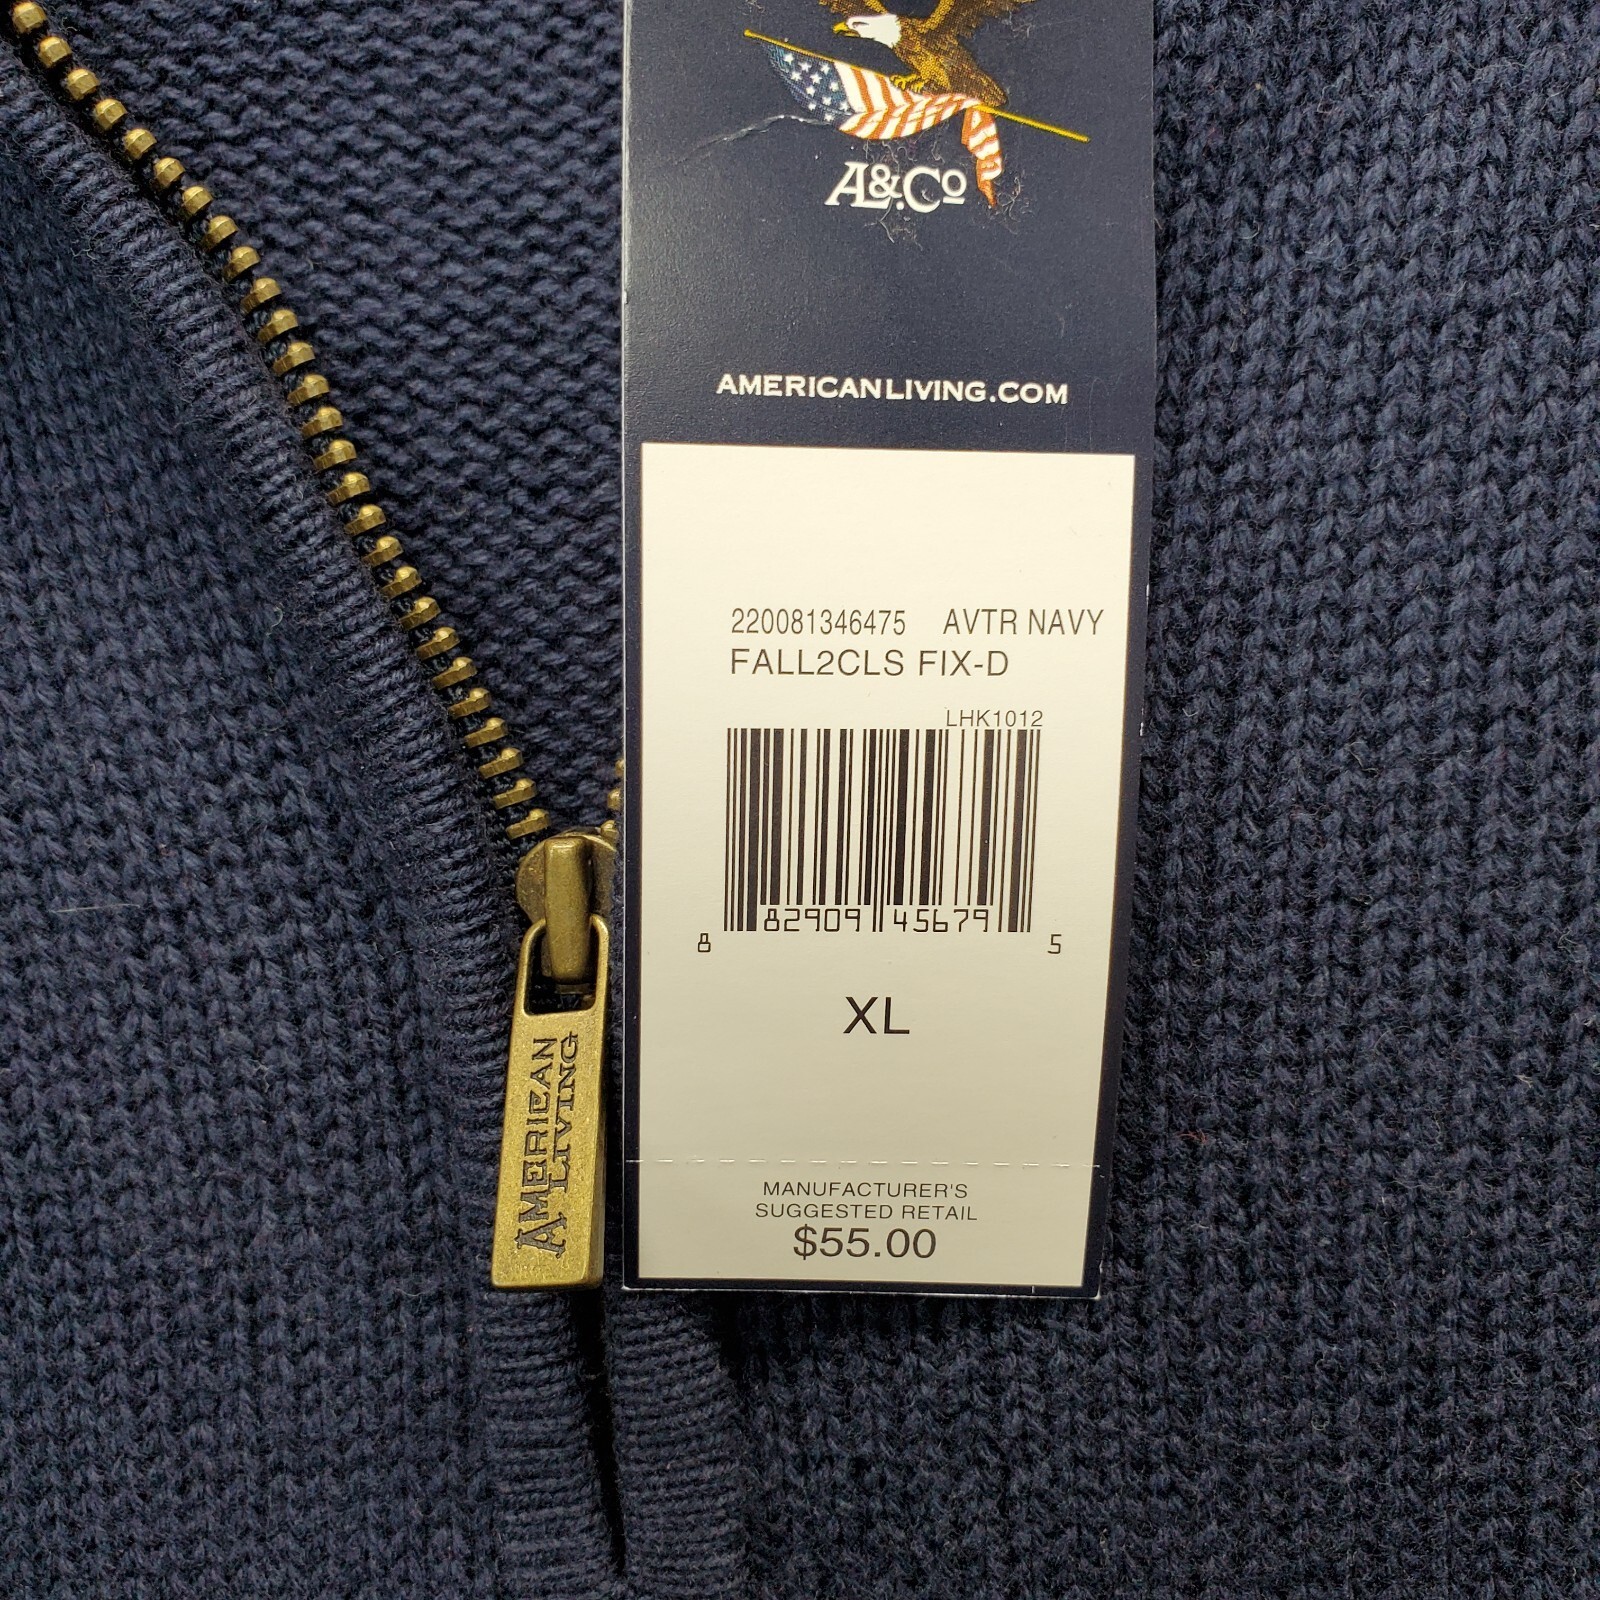 A&Co
AMERICANLIVING.COM
220081346475 AVTR NAVY
FALL2CLS FIX-D
LHK1012
8 82909 45679 5
XL
MANUFACTURER'S
SUGGESTED RETAIL
$55.00
AMERICAN
LIVING